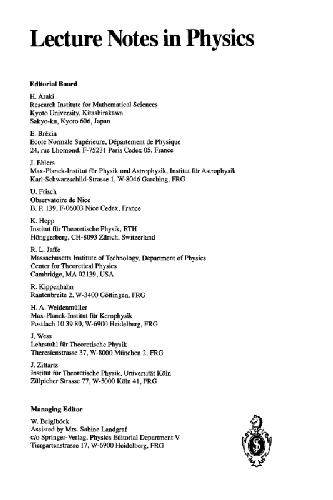 Lecture Notes in Physics
Editorial Board
H. Araki
Research Institute for Mathematical Sciences
Kyoto University, Kitashirakawa
Sakyo-ku, Kyoto 606, Japan
E. Brézin
Ecole Normale Supérieure, Département de Physique
24, rue Lhomond, F-75231 Paris Cedex 05, France
J. Ehlers
Max-Planck-Institut für Physik und Astrophysik, Institut für Astrophysik
Karl-Schwarzschild-Strasse 1, W-8046 Garching, FRG
U. Frisch
Observatoire de Nice
B. P. 139, F-06003 Nice Cedex, France
K. Hepp
Institut für Theoretische Physik, ETH
Hönggerberg, CH-8093 Zürich, Switzerland
R. L. Jaffe
Massachusetts Institute of Technology, Department of Physics
Center for Theoretical Physics
Cambridge, MA 02139, USA
R. Kippenhahn
Rautenbreite 2, W-3400 Göttingen, FRG
H. A. Weidenmüller
Max-Planck-Institut für Kernphysik
Postfach 10 39 80, W-6900 Heidelberg, FRG
J. Wess
Lehrstuhl für Theoretische Physik
Theresienstrasse 37, W-8000 München 2, FRG
J. Zittartz
Institut für Theoretische Physik, Universität Köln
Zülpicher Strasse 77, W-5000 Köln 41, FRG
Managing Editor
W. Beiglböck
Assisted by Mrs. Sabine Landgraf
c/o Springer-Verlag, Physics Editorial Department V
Tiergartenstrasse 17, W-6900 Heidelberg, FRG